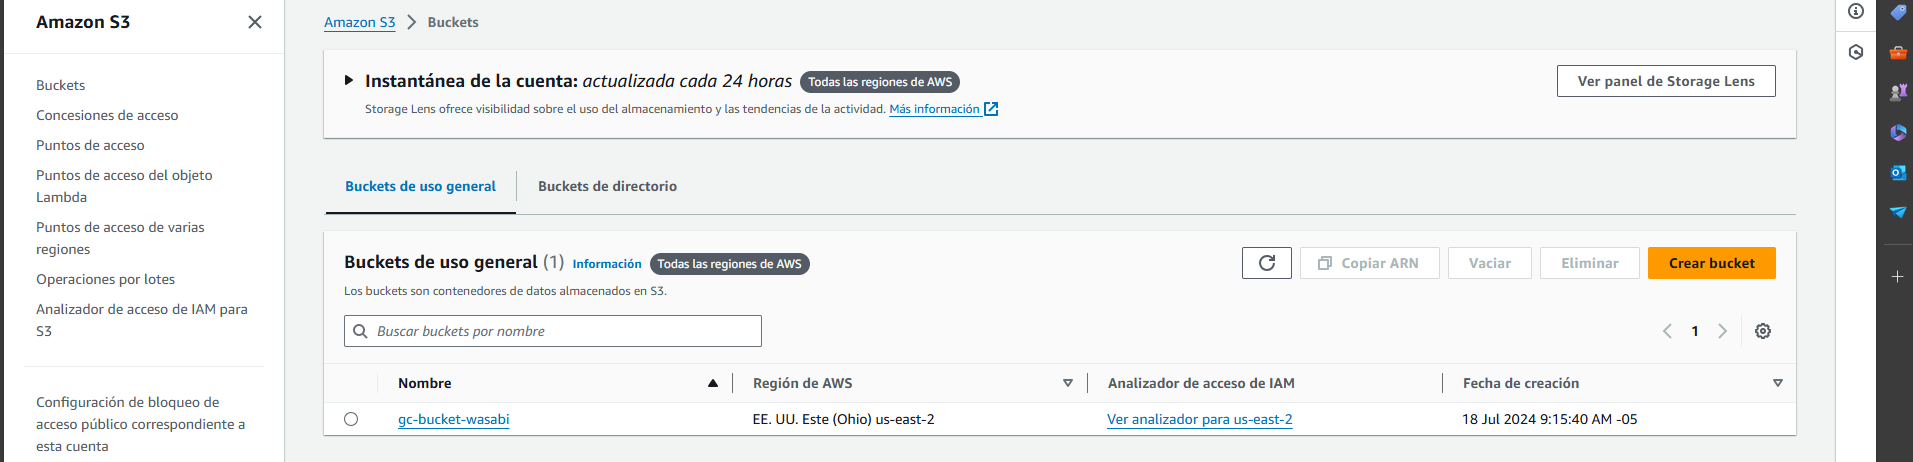 Amazon S3
Buckets
Concesiones de acceso
Puntos de acceso
Puntos de acceso del objeto
Lambda
Puntos de acceso de varias
regiones
Operaciones por lotes
Analizador de acceso de IAM para
S3
Configuración de bloqueo de
acceso público correspondiente a
esta cuenta
Amazon S3 > Buckets
Instantánea de la cuenta: actualizada cada 24 horas Todas las regiones de AWS
Ver panel de Storage Lens
Storage Lens ofrece visibilidad sobre el uso del almacenamiento y las tendencias de la actividad. Más información
Buckets de uso general Buckets de directorio
Buckets de uso general (1) Información Todas las regiones de AWS
Copiar ARN Vaciar Eliminar Crear bucket
Los buckets son contenedores de datos almacenados en S3.
Buscar buckets por nombre
1
Nombre Región de AWS Analizador de acceso de IAM Fecha de creación
gc-bucket-wasabi EE. UU. Este (Ohio) us-east-2 Ver analizador para us-east-2 18 Jul 2024 9:15:40 AM -05